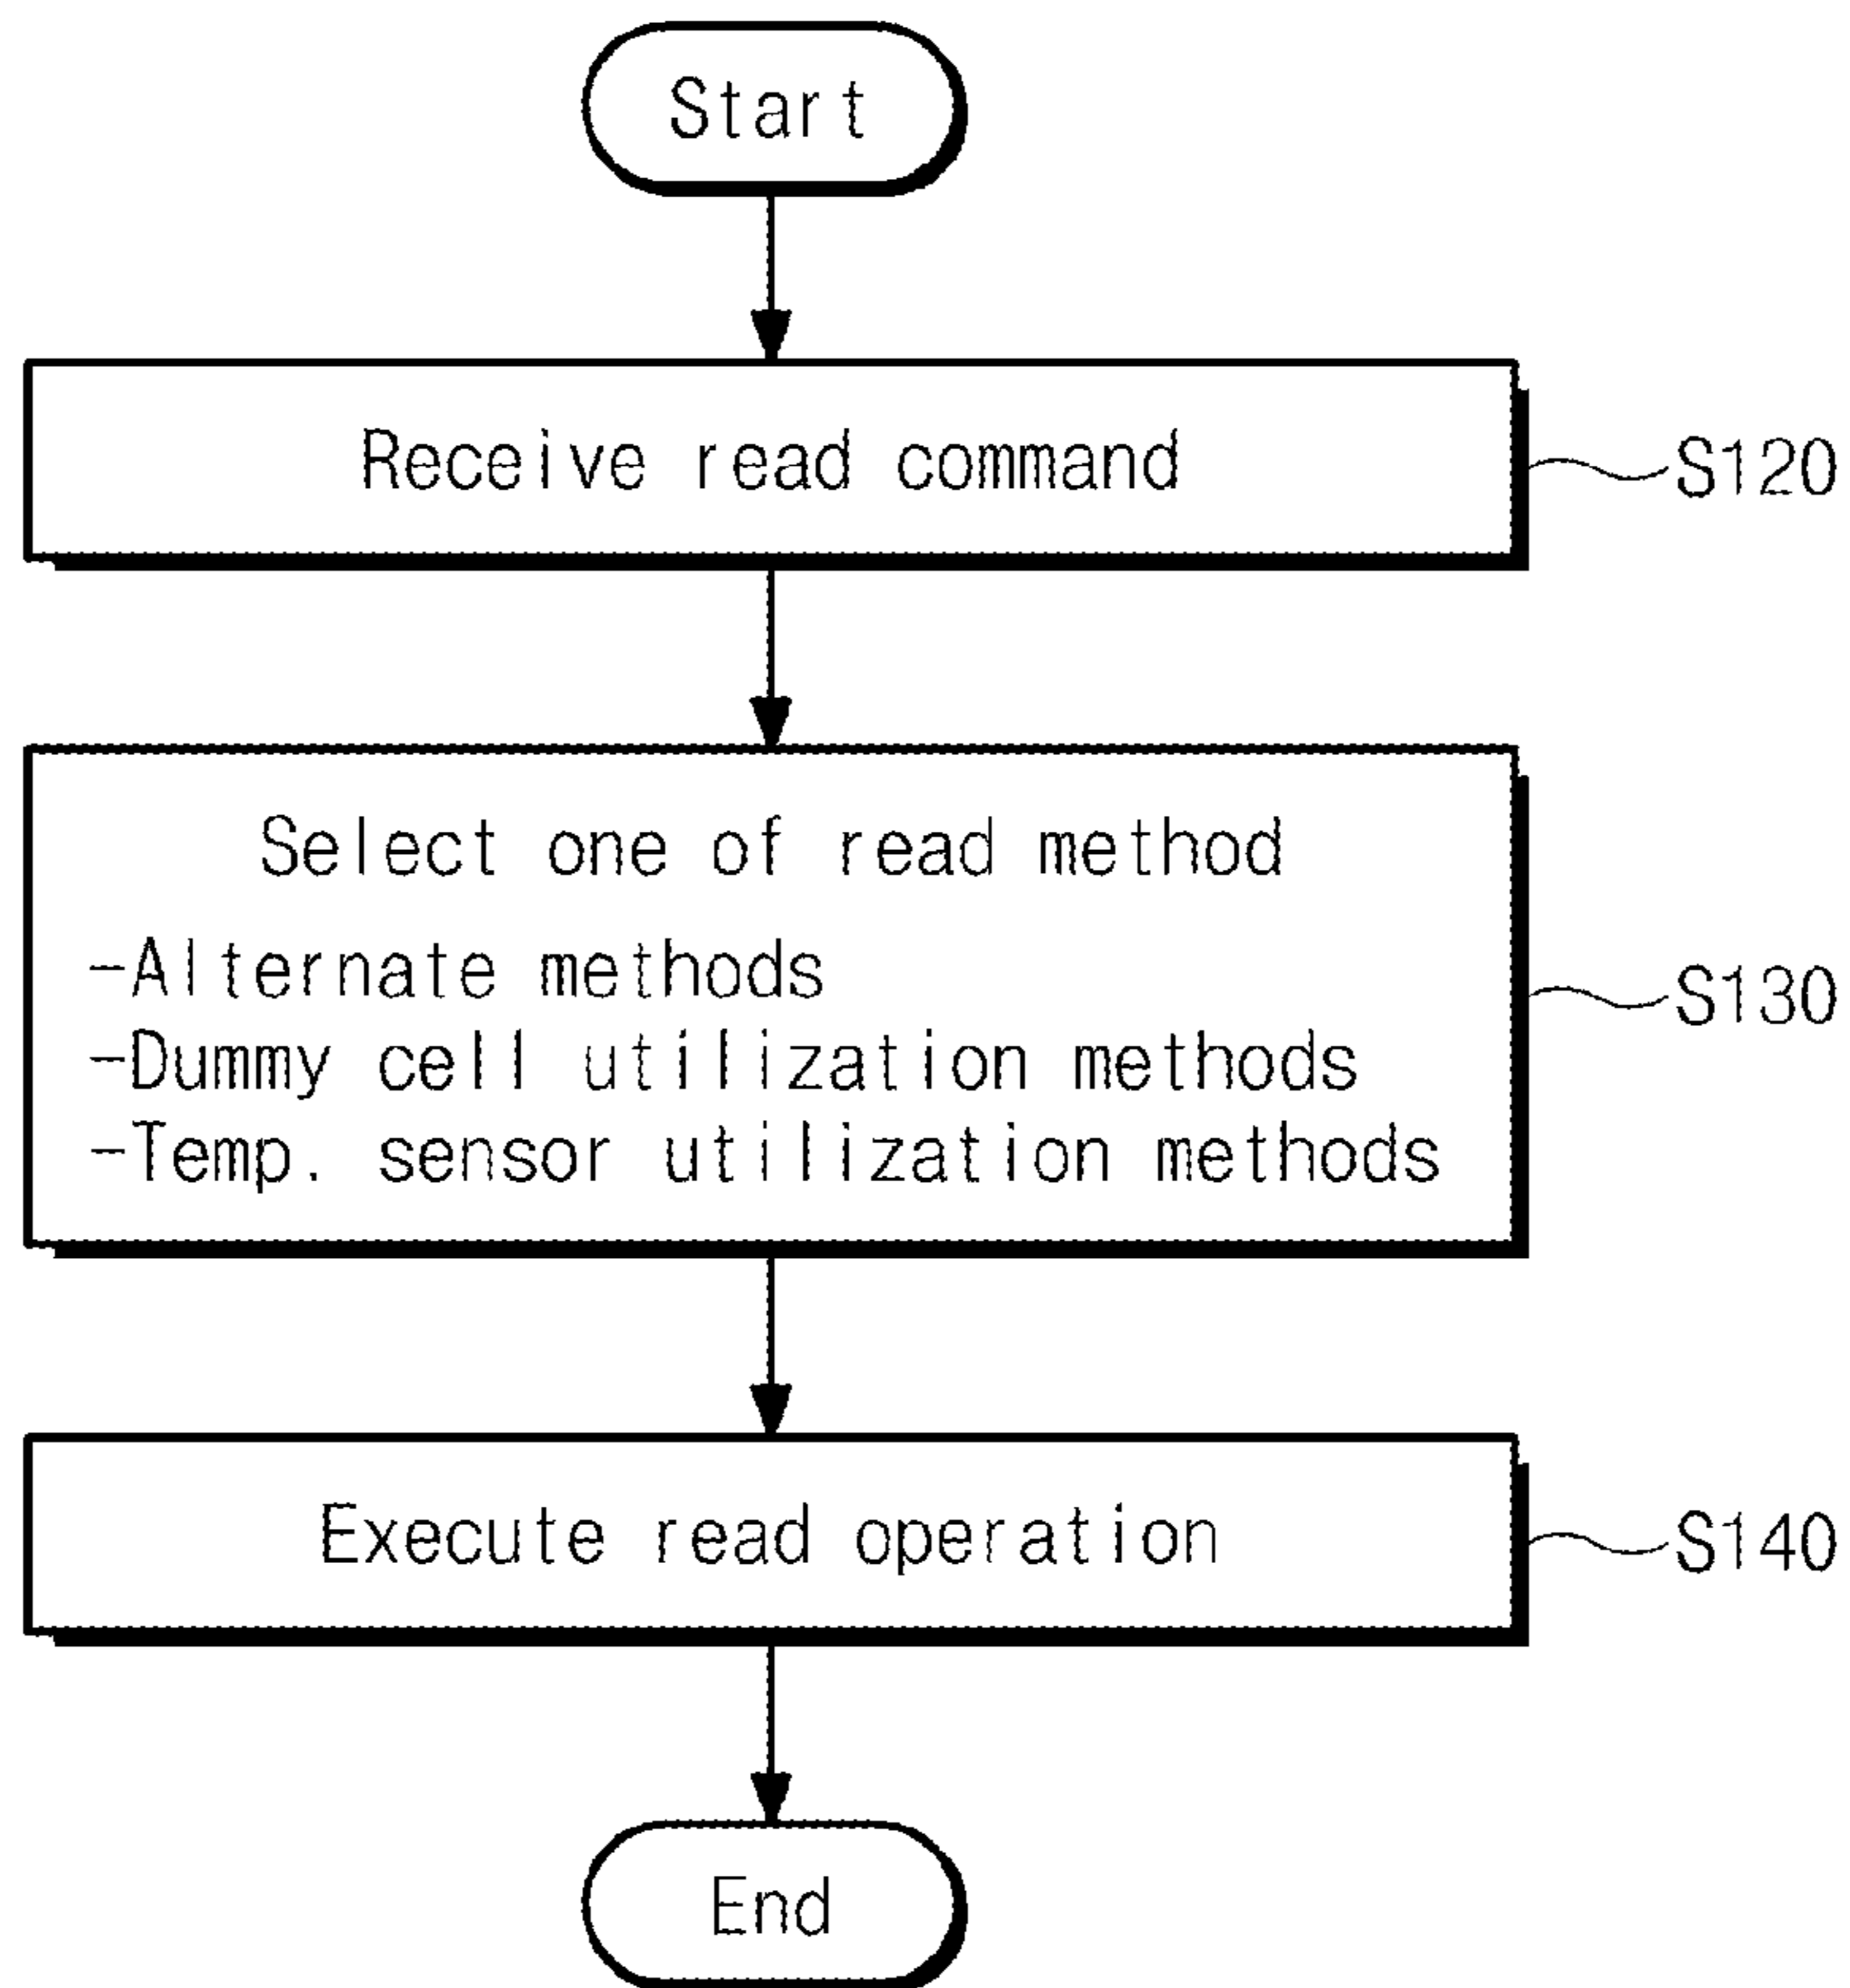 Start
Receive read command
S120
Select one of read method
-Alternate methods
-Dummy cell utilization methods
-Temp. sensor utilization methods
S130
Execute read operation
S140
End